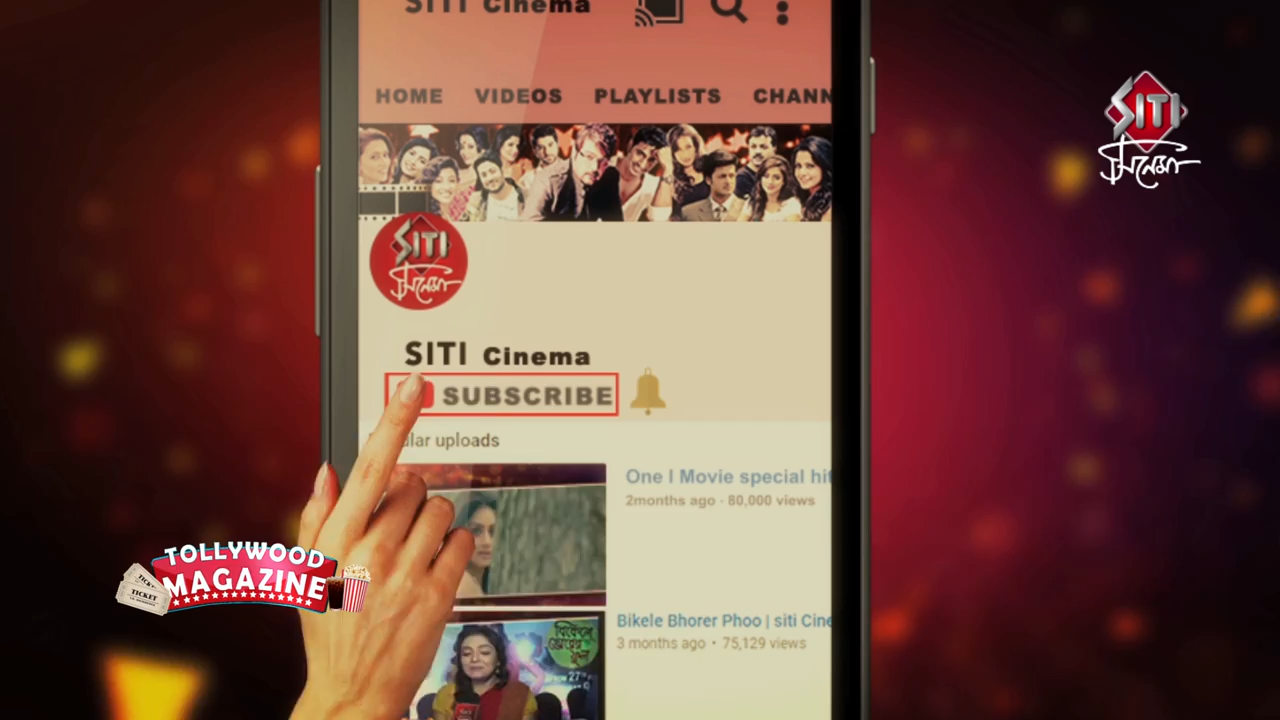 SITI Cinema
HOME VIDEOS PLAYLISTS CHANN
SITI
সিনেমা
SITI
সিনেমা
SITI Cinema
SUBSCRIBE
lar uploads
One I Movie special hit
2months ago · 80,000 views
TOLLYWOOD
MAGAZINE
TICKET
Bikele Bhorer Phoo | siti Cine
3 months ago • 75,129 views
বিকেলে
ভোরের
ফুল